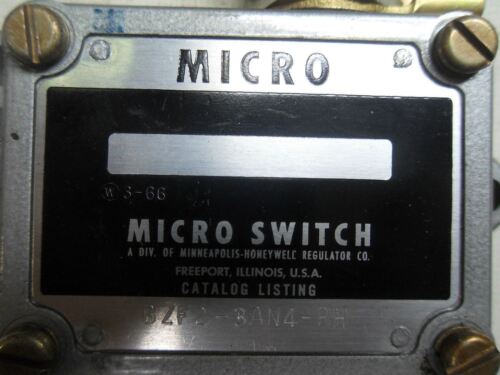 MICRO
W 3-66
MICRO SWITCH
A DIV. OF MINNEAPOLIS-HONEYWELL REGULATOR CO.
FREEPORT, ILLINOIS, U.S.A.
CATALOG LISTING